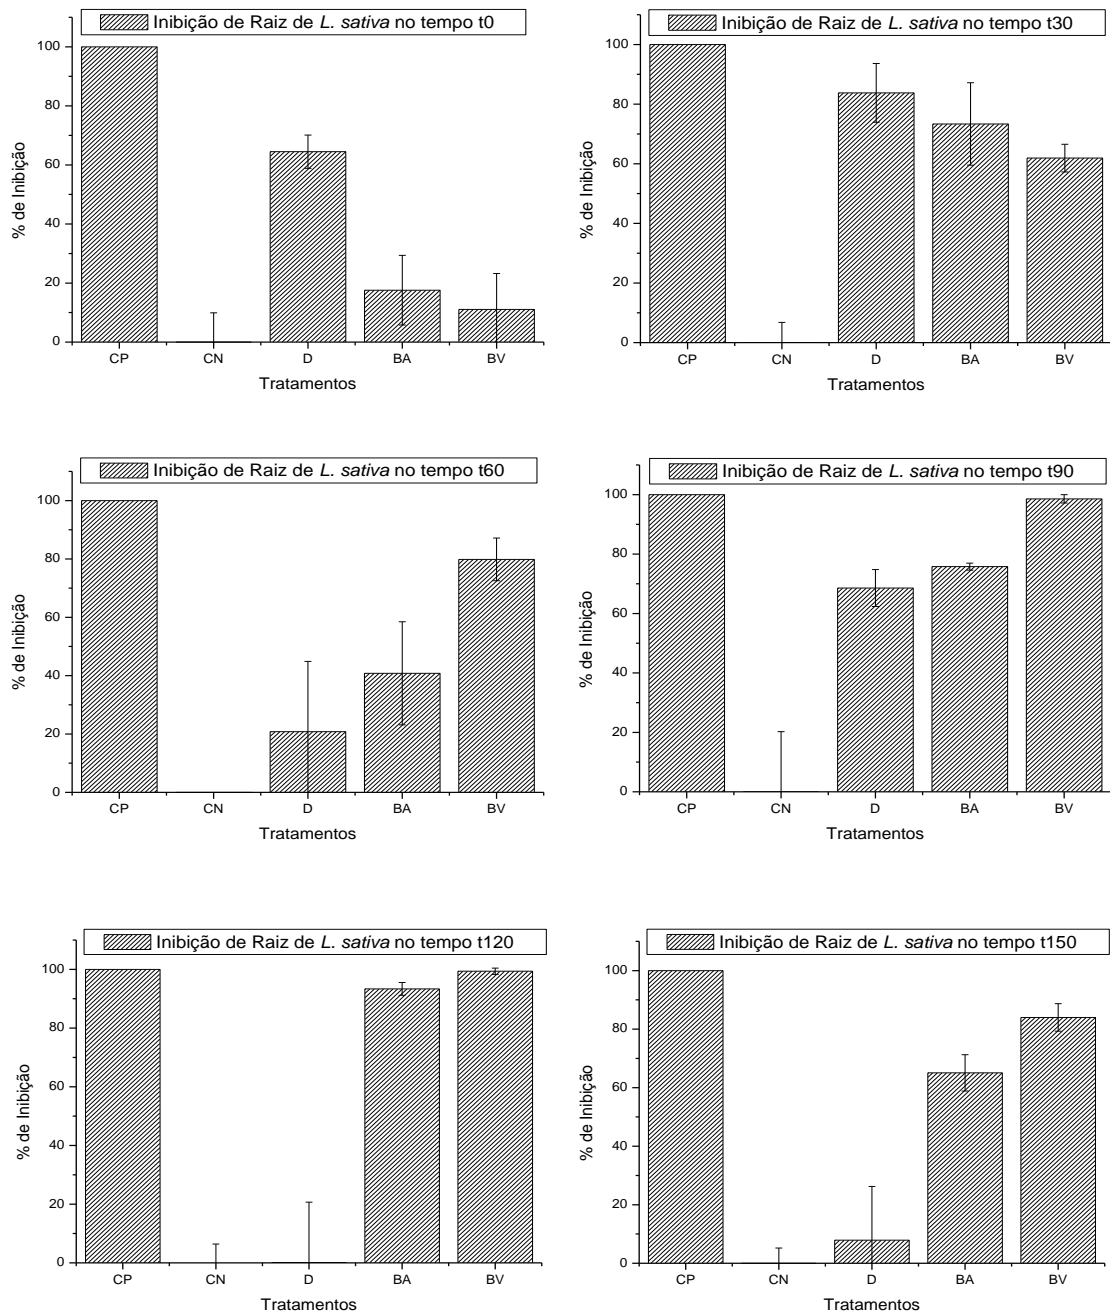 Inibição de Raiz de L. sativa no tempo t0
% de Inibição
100
80
60
40
20
0
CP CN D BA BV
Tratamentos
Inibição de Raiz de L. sativa no tempo t30
% de Inibição
100
80
60
40
20
0
CP CN D BA BV
Tratamentos
Inibição de Raiz de L. sativa no tempo t60
% de Inibição
100
80
60
40
20
0
CP CN D BA BV
Tratamentos
Inibição de Raiz de L. sativa no tempo t90
% de Inibição
100
80
60
40
20
0
CP CN D BA BV
Tratamentos
Inibição de Raiz de L. sativa no tempo t120
% de Inibição
100
80
60
40
20
0
CP CN D BA BV
Tratamentos
Inibição de Raiz de L. sativa no tempo t150
% de Inibição
100
80
60
40
20
0
CP CN D BA BV
Tratamentos